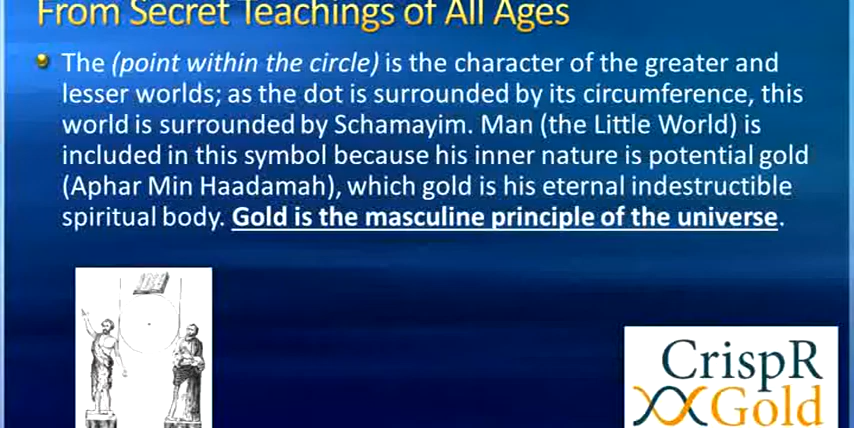 From Secret Teachings of All Ages
The (point within the circle) is the character of the greater and
lesser worlds; as the dot is surrounded by its circumference, this
world is surrounded by Schamayim. Man (the Little World) is
included in this symbol because his inner nature is potential gold
(Aphar Min Haadamah), which gold is his eternal indestructible
spiritual body. Gold is the masculine principle of the universe.
CrispR
Gold